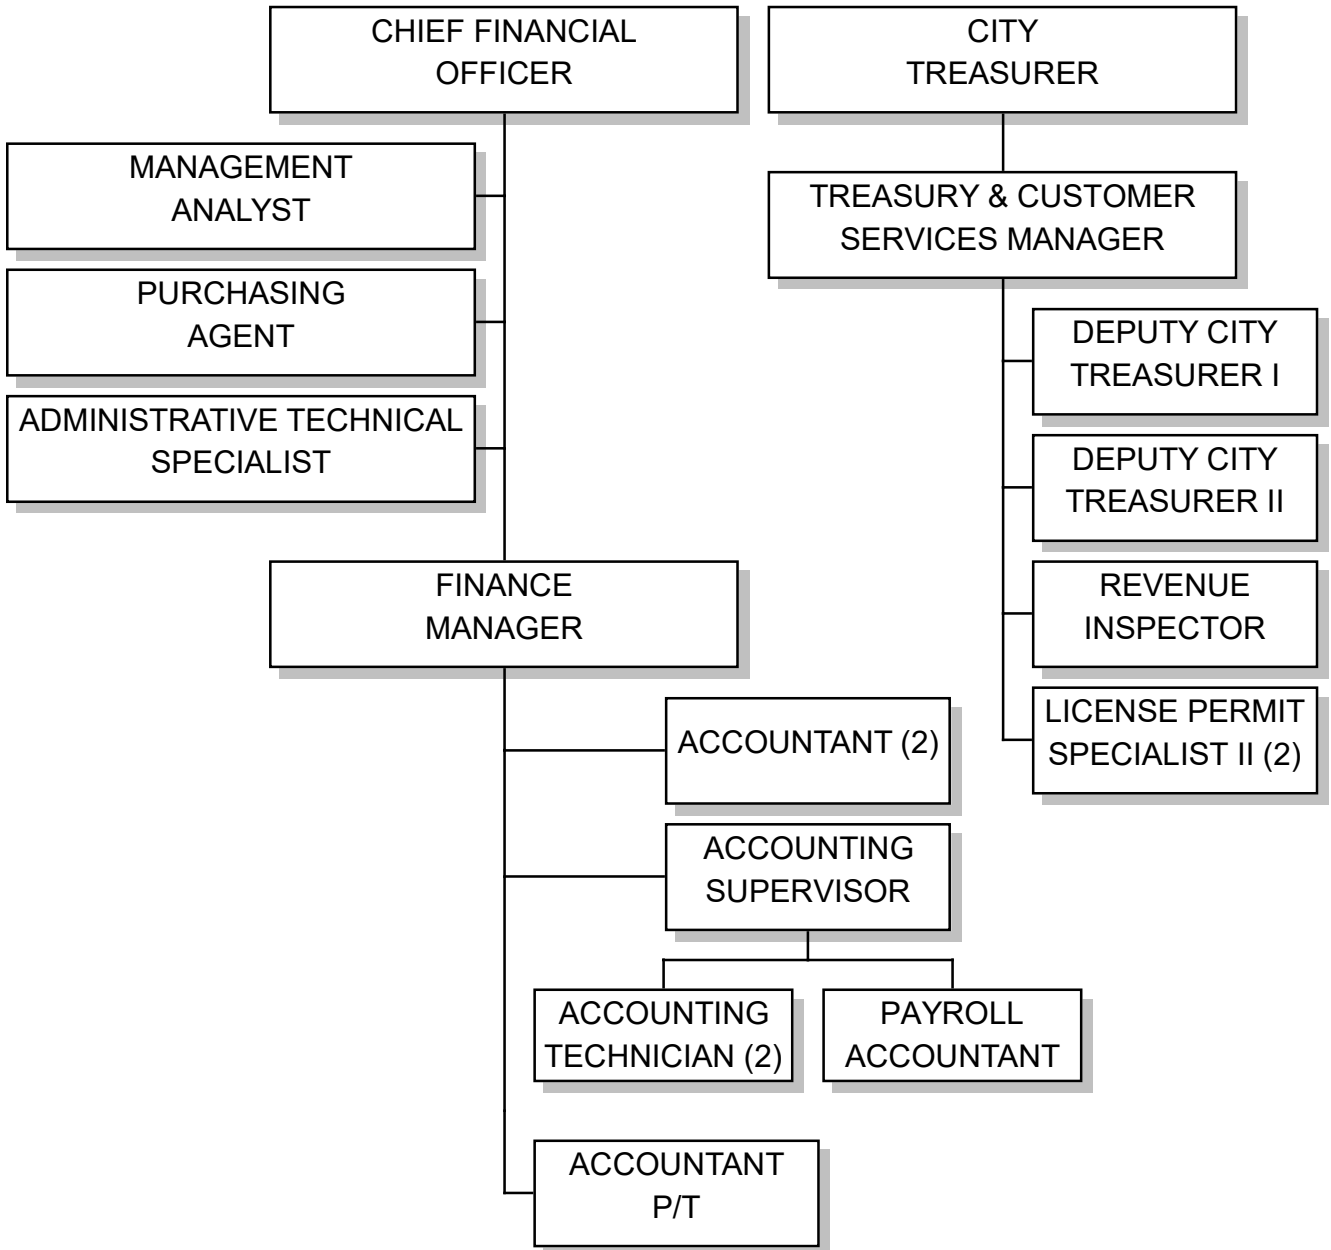 CHIEF FINANCIAL
OFFICER
CITY
TREASURER
MANAGEMENT
ANALYST
TREASURY & CUSTOMER
SERVICES MANAGER
PURCHASING
AGENT
DEPUTY CITY
TREASURER I
ADMINISTRATIVE TECHNICAL
SPECIALIST
DEPUTY CITY
TREASURER II
FINANCE
MANAGER
REVENUE
INSPECTOR
ACCOUNTANT (2)
LICENSE PERMIT
SPECIALIST II (2)
ACCOUNTING
SUPERVISOR
ACCOUNTING
TECHNICIAN (2)
PAYROLL
ACCOUNTANT
ACCOUNTANT
P/T